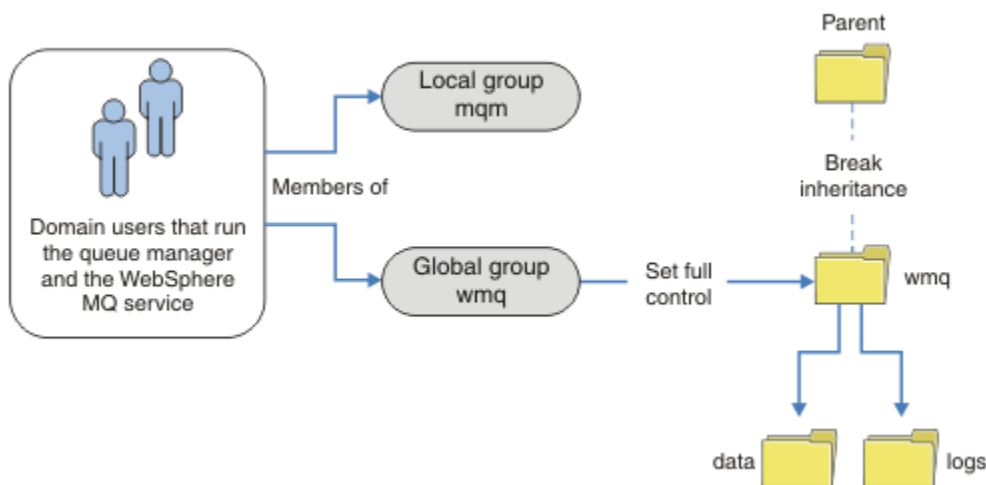 Parent
Local group
mqm
Members of
Break
inheritance
Domain users that run
the queue manager
and the WebSphere
MQ service
Global group
wmq
Set full
control
wmq
data
logs